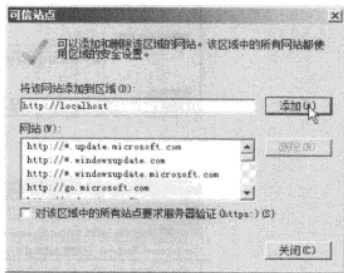 可信站点
可以添加和删除该区域的网站。该区域中的所有网站都使
用区域的安全设置。
将该网站添加到区域(D)
http://localhost
添加(A)
网站(W):
http://*.update.microsoft.com
http://*.windowsupdate.com
http://*.windowsupdate.microsoft.com
http://go.microsoft.com
删除(R)
对该区域中的所有站点要求服务器验证(https:)(S)
关闭(C)